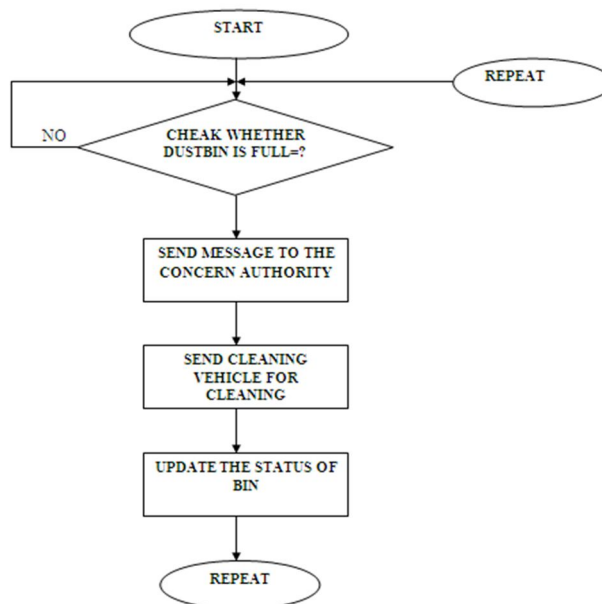 START
REPEAT
NO
CHEAK WHETHER
DUSTBIN IS FULL=?
SEND MESSAGE TO THE
CONCERN AUTHORITY
SEND CLEANING
VEHICLE FOR
CLEANING
UPDATE THE STATUS OF
BIN
REPEAT